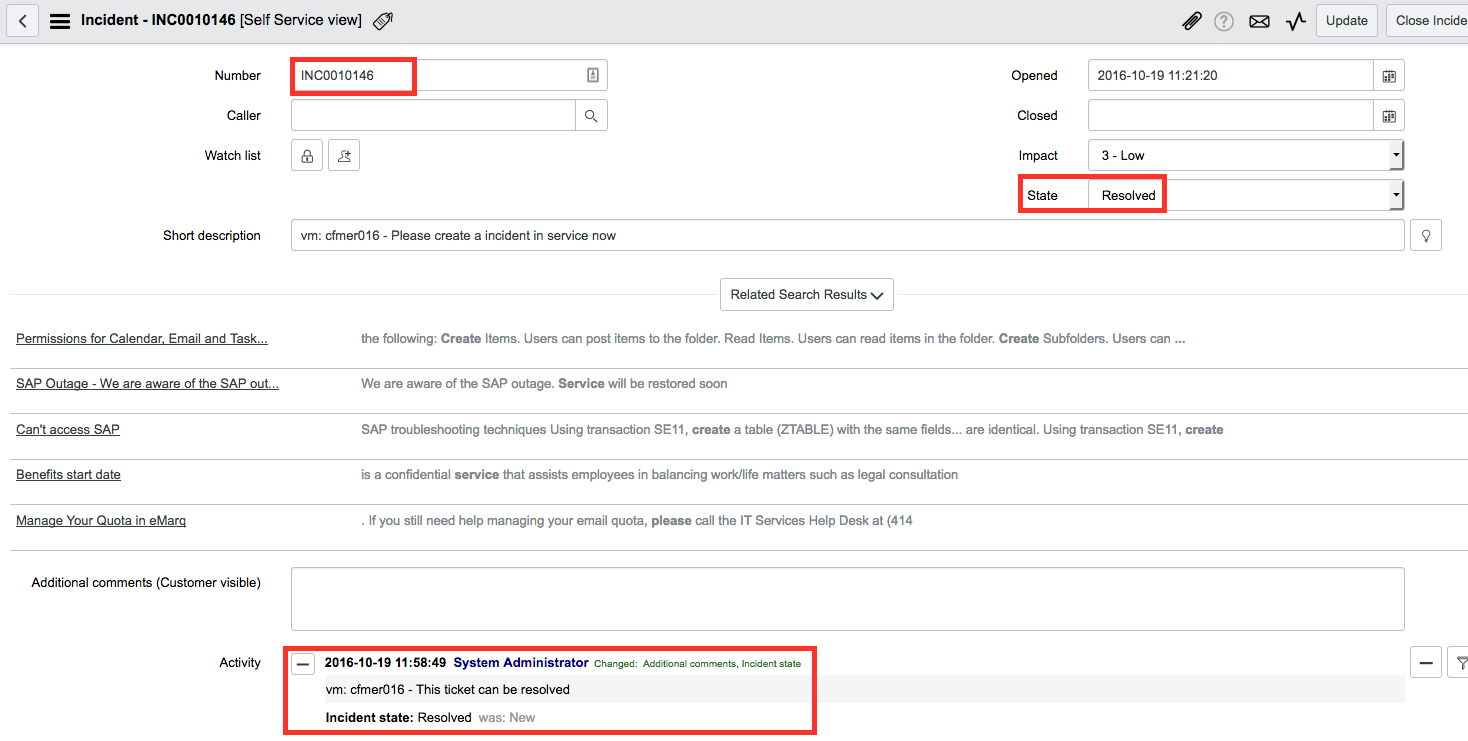 Incident - INC0010146 [Self Service view]
Update
Close Incide
Number INC0010146
Opened 2016-10-19 11:21:20
Caller
Closed
Watch list
Impact 3 - Low
State Resolved
Short description vm: cfmer016 - Please create a incident in service now
Related Search Results
Permissions for Calendar, Email and Task... the following: Create Items. Users can post items to the folder. Read Items. Users can read items in the folder. Create Subfolders. Users can ...
SAP Outage - We are aware of the SAP out... We are aware of the SAP outage. Service will be restored soon
Can't access SAP SAP troubleshooting techniques Using transaction SE11, create a table (ZTABLE) with the same fields... are identical. Using transaction SE11, create
Benefits start date is a confidential service that assists employees in balancing work/life matters such as legal consultation
Manage Your Quota in eMarq . If you still need help managing your email quota, please call the IT Services Help Desk at (414
Additional comments (Customer visible)
Activity 2016-10-19 11:58:49 System Administrator Changed: Additional comments, Incident state
vm: cfmer016 - This ticket can be resolved
Incident state: Resolved was: New